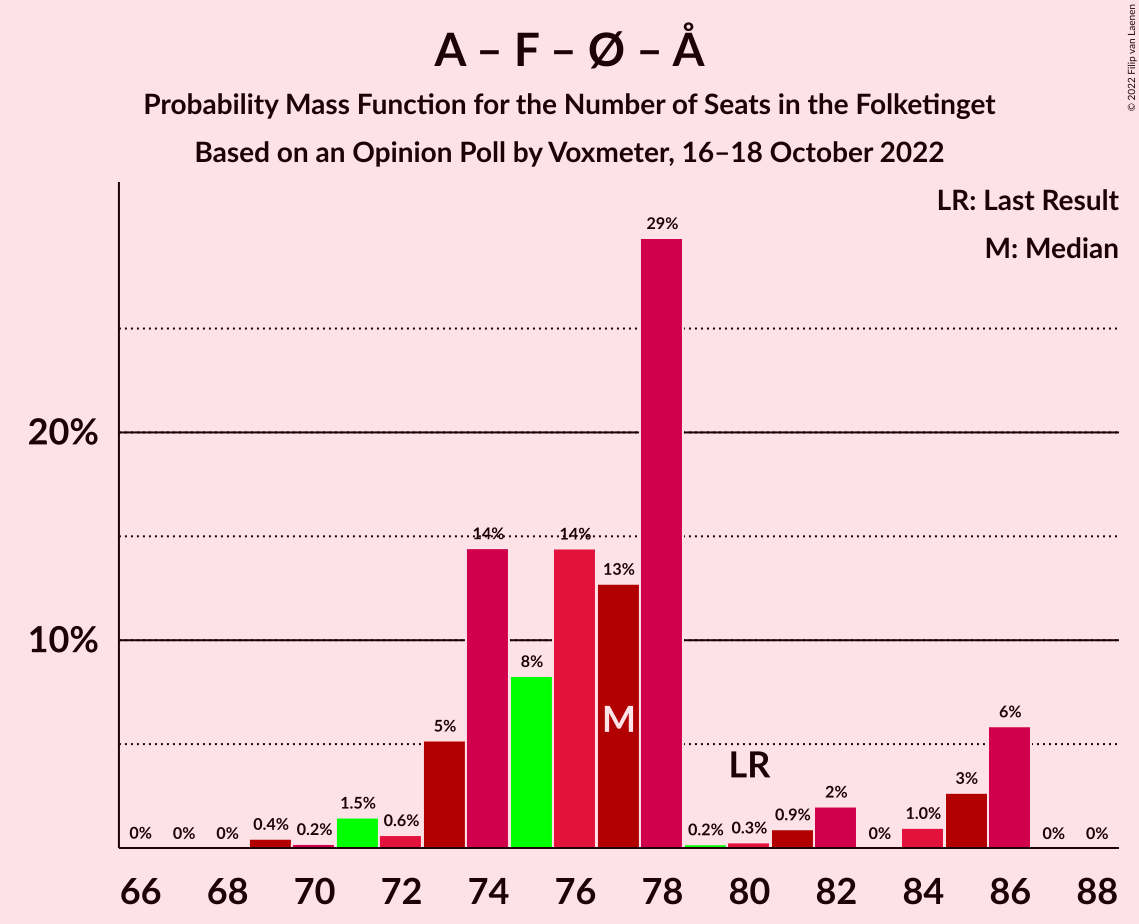 A – F – Ø – Å
Probability Mass Function for the Number of Seats in the Folketinget
Based on an Opinion Poll by Voxmeter, 16–18 October 2022
© 2022 Filip van Laenen
LR: Last Result
M: Median
29%
20%
14%
14%
13%
10%
8%
M
6%
5%
LR
3%
2%
1.5%
1.0%
0.9%
0.6%
0.4%
0.3%
0.2%
0.2%
0% 0% 0% 0% 0% 0%
66 68 70 72 74 76 78 80 82 84 86 88